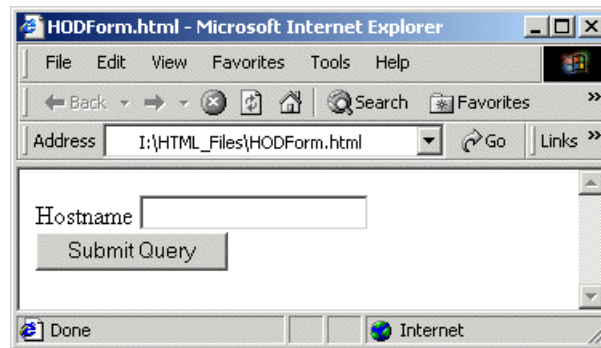 HODForm.html - Microsoft Internet Explorer
File Edit View Favorites Tools Help
Back Search Favorites »
Address I:\HTML_Files\HODForm.html Go Links »
Hostname
Submit Query
Done Internet